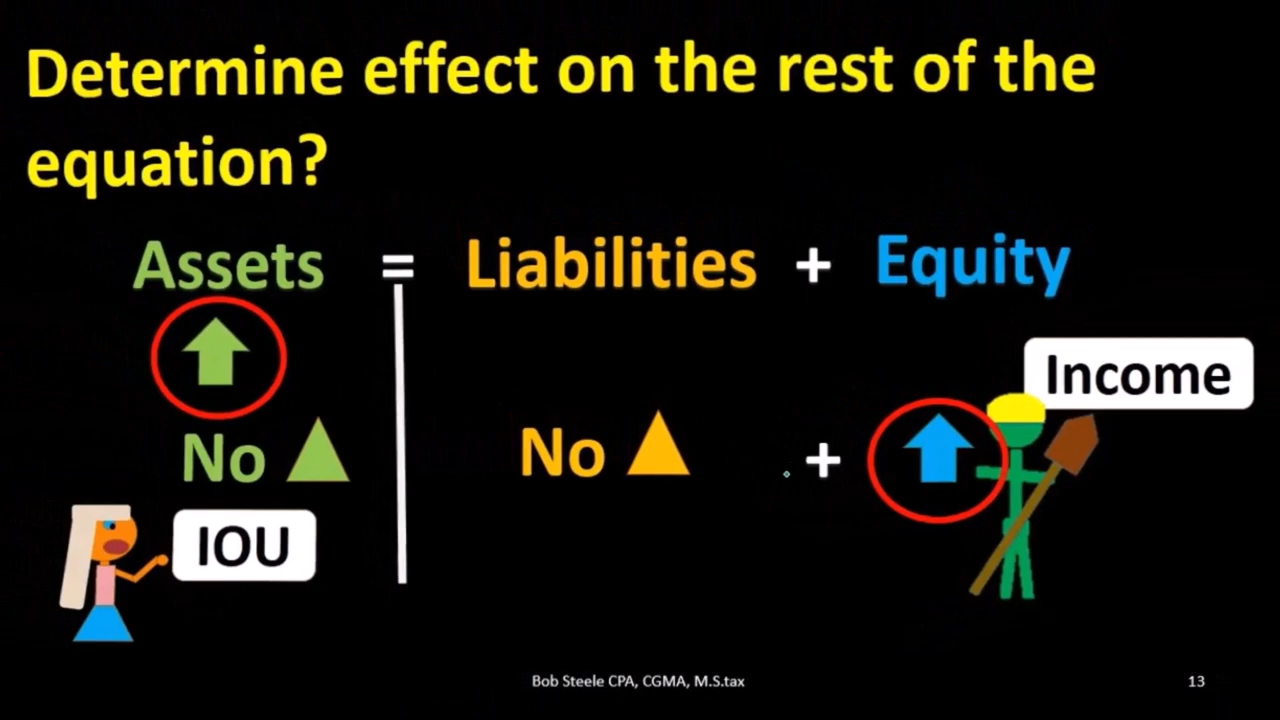 Determine effect on the rest of the
equation?
Assets = Liabilities + Equity
Income
No No +
IOU
Bob Steele CPA, CGMA, M.S.tax 13